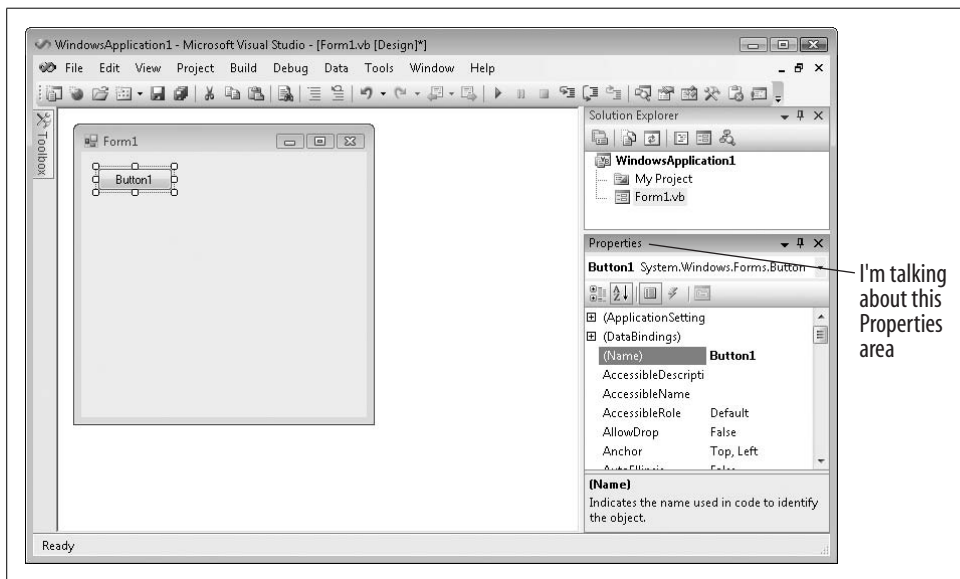 WindowsApplication1 - Microsoft Visual Studio - [Form1.vb [Design]*]
File Edit View Project Build Debug Data Tools Window Help
Toolbox
Form1
Button1
Solution Explorer
WindowsApplication1
My Project
Form1.vb
Properties
Button1 System.Windows.Forms.Button
(ApplicationSetting
(DataBindings)
(Name) Button1
AccessibleDescripti
AccessibleName
AccessibleRole Default
AllowDrop False
Anchor Top, Left
(Name)
Indicates the name used in code to identify
the object.
Ready
I'm talking
about this
Properties
area